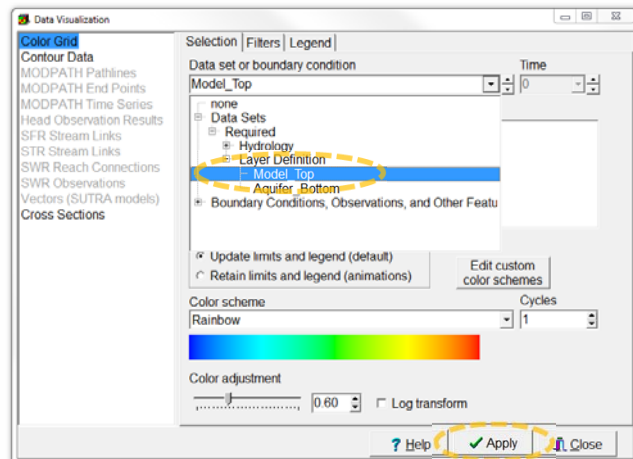 Data Visualization
Color Grid
Contour Data
MODPATH Pathlines
MODPATH End Points
MODPATH Time Series
Head Observation Results
SFR Stream Links
STR Stream Links
SWR Reach Connections
SWR Observations
Vectors (SUTRA models)
Cross Sections
Selection Filters Legend
Data set or boundary condition Time
Model_Top 0
none
Data Sets
Required
Hydrology
Layer Definition
Model_Top
Aquifer_Bottom
Boundary Conditions, Observations, and Other Featu
Update limits and legend (default)
Retain limits and legend (animations)
Edit custom
color schemes
Color scheme Cycles
Rainbow 1
Color adjustment
0.60 Log transform
? Help Apply Close